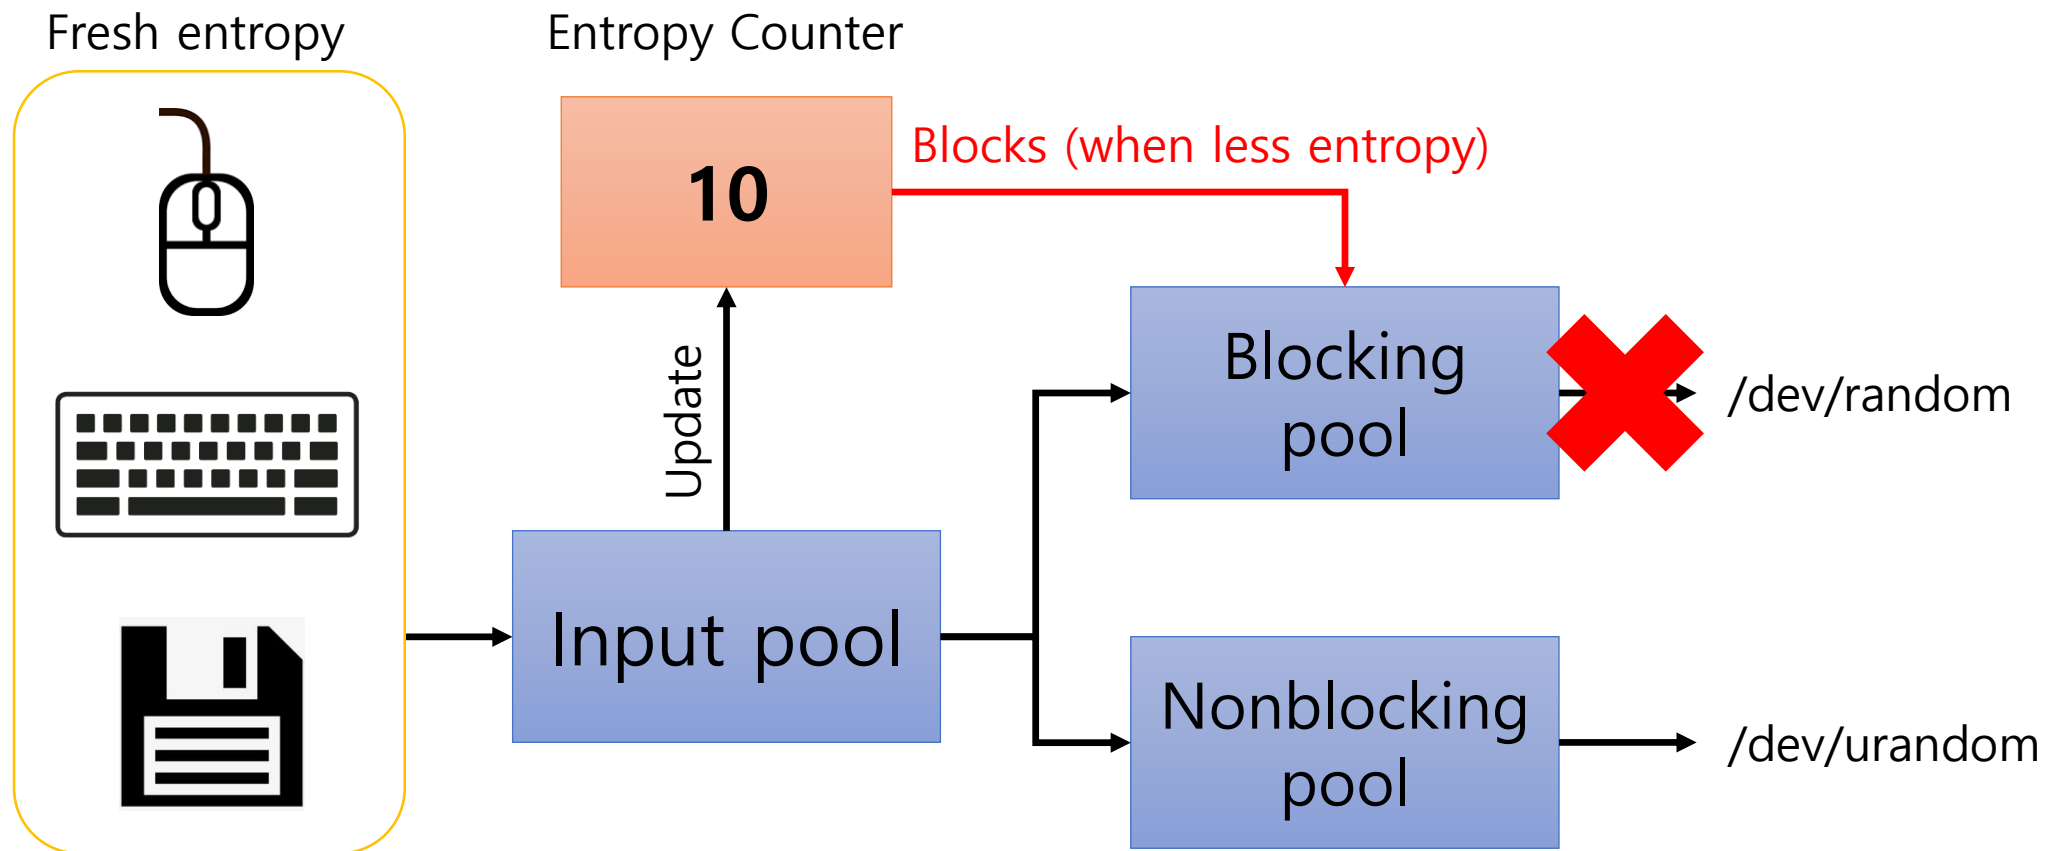 Fresh entropy
Entropy Counter
10
Blocks (when less entropy)
Update
Input pool
Blocking
pool
/dev/random
Nonblocking
pool
/dev/urandom